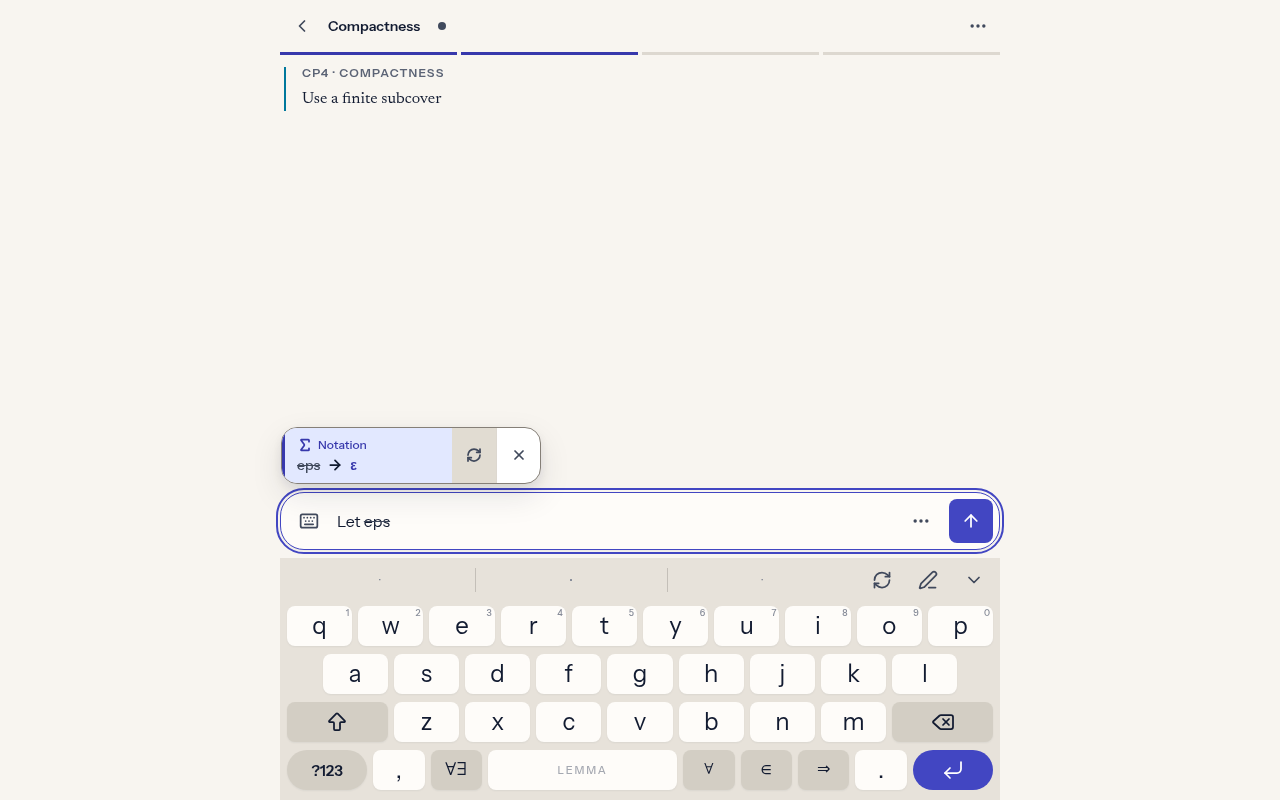 Compactness
CP4 · COMPACTNESS
Use a finite subcover
Notation
eps → ε
Let eps
q 1 w 2 e 3 r 4 t 5 y 6 u 7 i 8 o 9 p 0
a s d f g h j k l
z x c v b n m
?123 , ∀∃ LEMMA ∀ ∈ ⇒ .